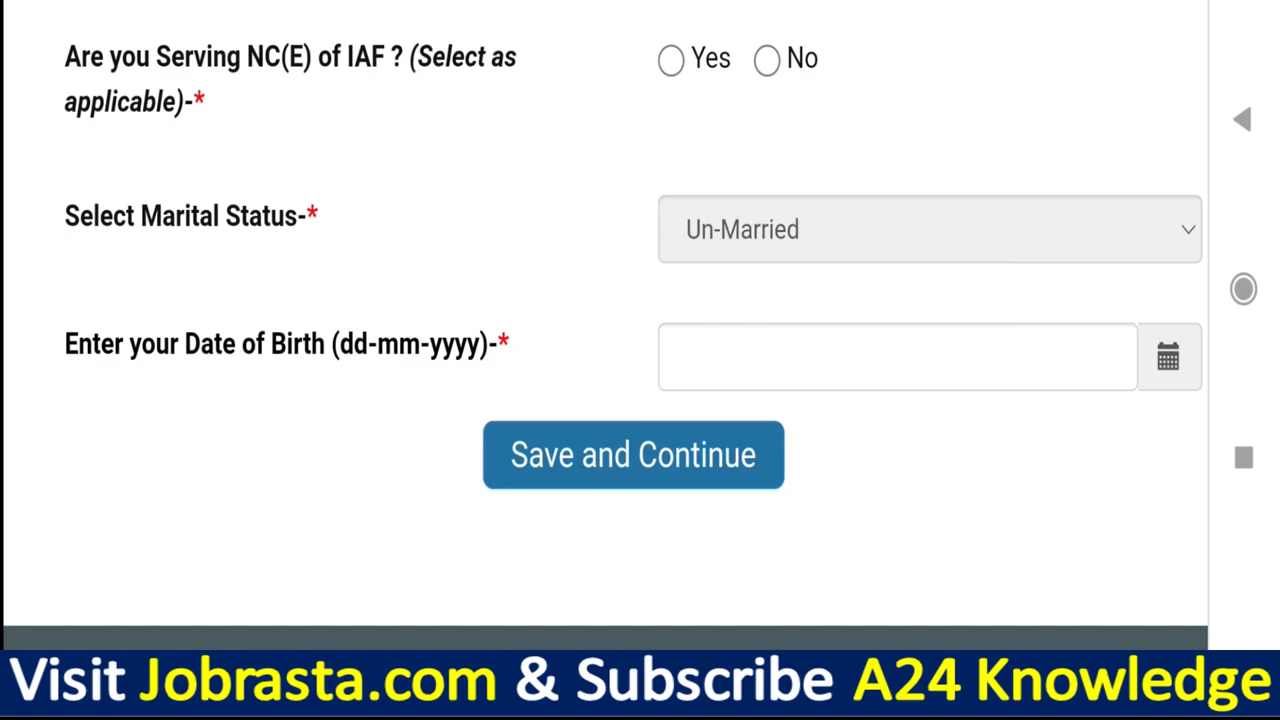 Are you Serving NC(E) of IAF ? (Select as
applicable)-*
Yes No
Select Marital Status-*
Un-Married
Enter your Date of Birth (dd-mm-yyyy)-*
Save and Continue
Visit Jobrasta.com & Subscribe A24 Knowledge